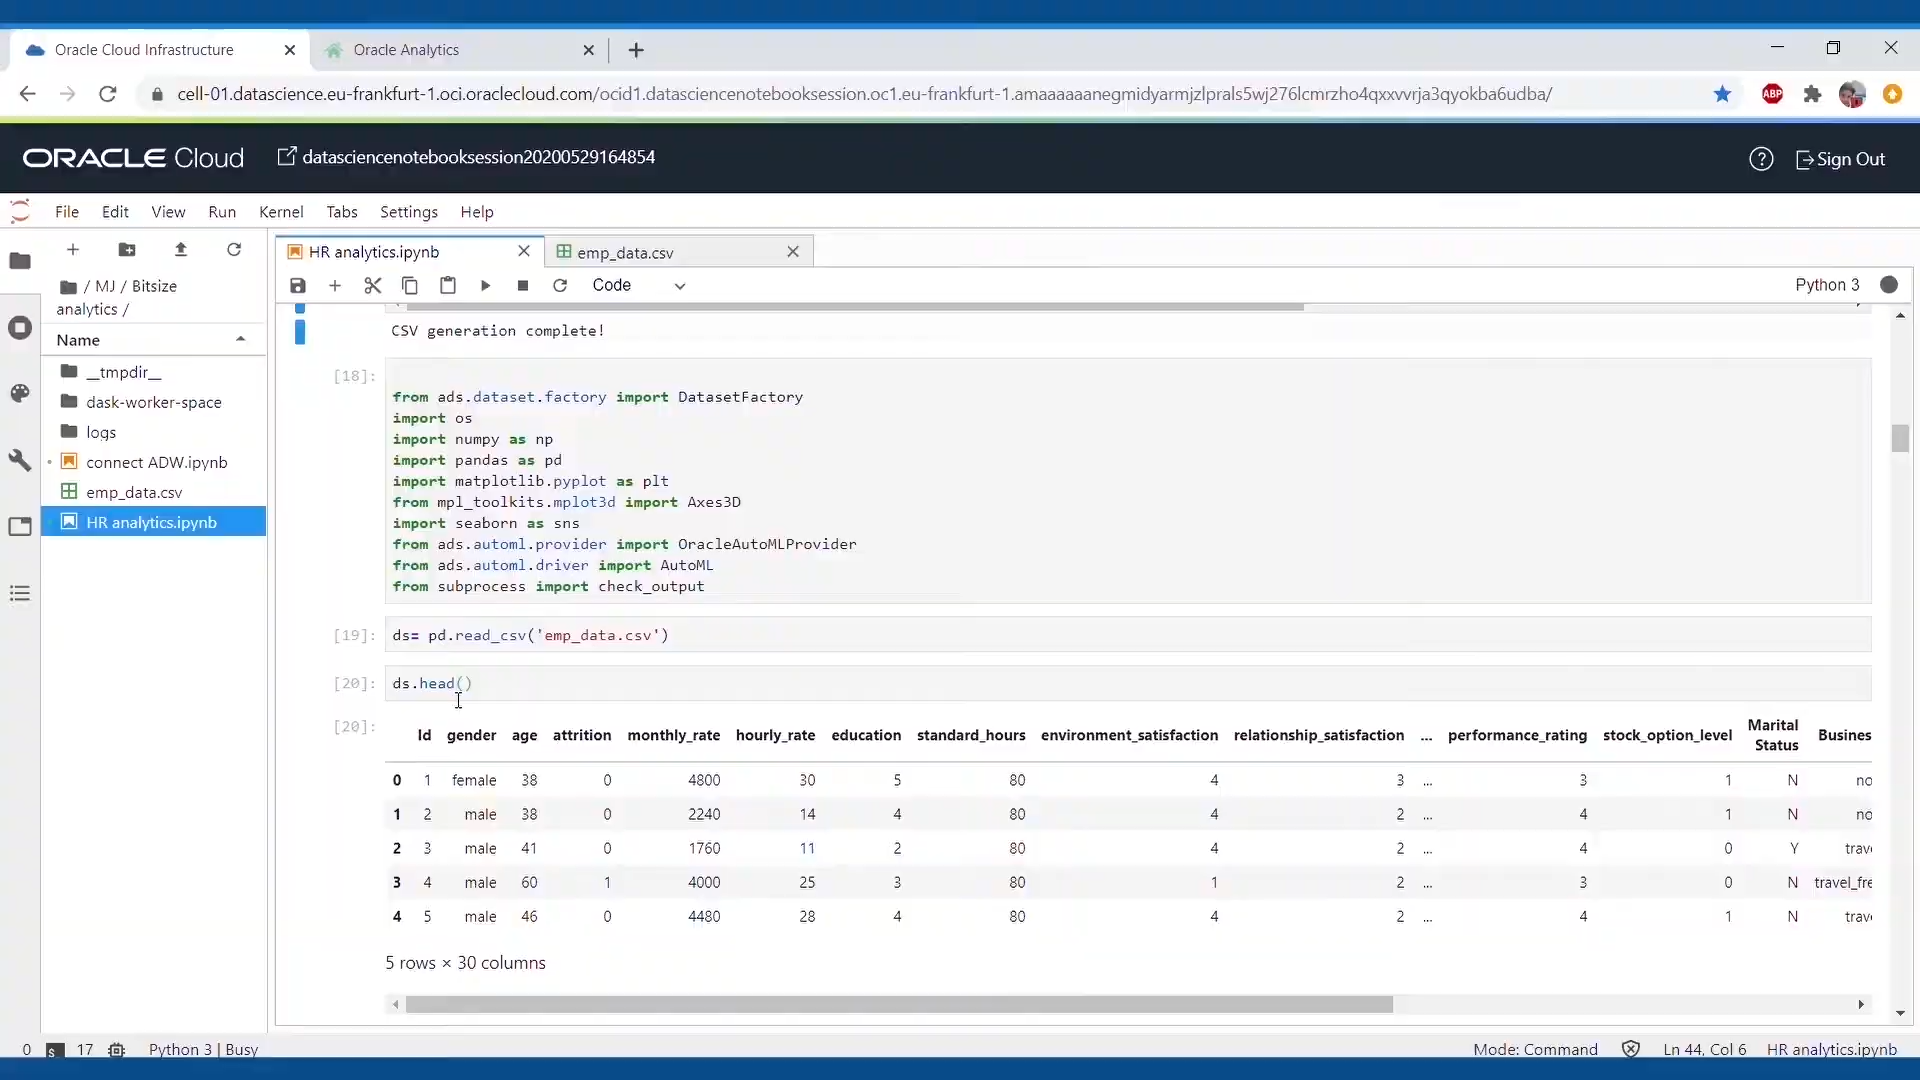 Oracle Cloud Infrastructure
Oracle Analytics
cell-01.datascience.eu-frankfurt-1.oci.oraclecloud.com/ocid1.datasciencenotebooksession.oc1.eu-frankfurt-1.amaaaaaanegmidyarmjzlprals5wj276lcmrzho4qxxvvrja3qyokba6udba/
ABP
ORACLE Cloud
datasciencenotebooksession20200529164854
Sign Out
File Edit View Run Kernel Tabs Settings Help
HR analytics.ipynb
emp_data.csv
Code
Python 3
/ MJ / Bitsize
analytics /
Name
__tmpdir__
dask-worker-space
logs
connect ADW.ipynb
emp_data.csv
HR analytics.ipynb
CSV generation complete!
[18]:
from ads.dataset.factory import DatasetFactory
import os
import numpy as np
import pandas as pd
import matplotlib.pyplot as plt
from mpl_toolkits.mplot3d import Axes3D
import seaborn as sns
from ads.automl.provider import OracleAutoMLProvider
from ads.automl.driver import AutoML
from subprocess import check_output
[19]: ds= pd.read_csv('emp_data.csv')
[20]: ds.head()
[20]:
Id gender age attrition monthly_rate hourly_rate education standard_hours environment_satisfaction relationship_satisfaction ... performance_rating stock_option_level Marital Status Busines
0 1 female 38 0 4800 30 5 80 4 3 ... 3 1 N no
1 2 male 38 0 2240 14 4 80 4 2 ... 4 1 N no
2 3 male 41 0 1760 11 2 80 4 2 ... 4 0 Y trav
3 4 male 60 1 4000 25 3 80 1 2 ... 3 0 N travel_fre
4 5 male 46 0 4480 28 4 80 4 2 ... 4 1 N trav
5 rows × 30 columns
0 17 Python 3 | Busy
Mode: Command Ln 44, Col 6 HR analytics.ipynb